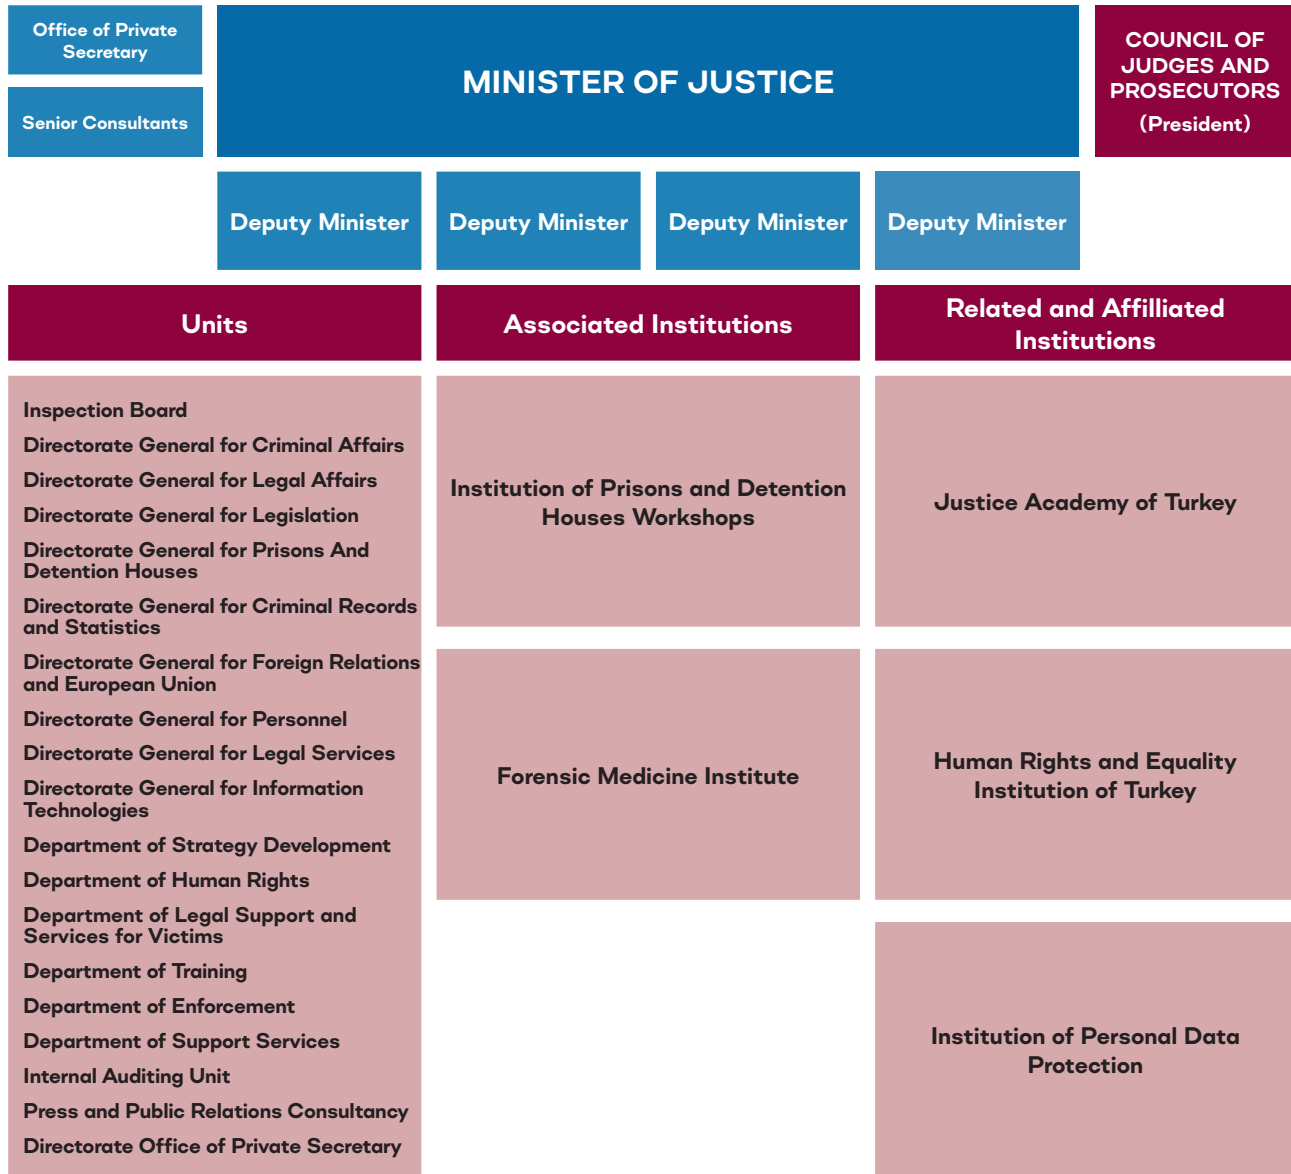 Office of Private
Secretary
Senior Consultants
MINISTER OF JUSTICE
COUNCIL OF
JUDGES AND
PROSECUTORS
(President)
Deputy Minister
Deputy Minister
Deputy Minister
Deputy Minister
Units
Inspection Board
Directorate General for Criminal Affairs
Directorate General for Legal Affairs
Directorate General for Legislation
Directorate General for Prisons And
Detention Houses
Directorate General for Criminal Records
and Statistics
Directorate General for Foreign Relations
and European Union
Directorate General for Personnel
Directorate General for Legal Services
Directorate General for Information
Technologies
Department of Strategy Development
Department of Human Rights
Department of Legal Support and
Services for Victims
Department of Training
Department of Enforcement
Department of Support Services
Internal Auditing Unit
Press and Public Relations Consultancy
Directorate Office of Private Secretary
Associated Institutions
Institution of Prisons and Detention
Houses Workshops
Forensic Medicine Institute
Related and Affilliated
Institutions
Justice Academy of Turkey
Human Rights and Equality
Institution of Turkey
Institution of Personal Data
Protection